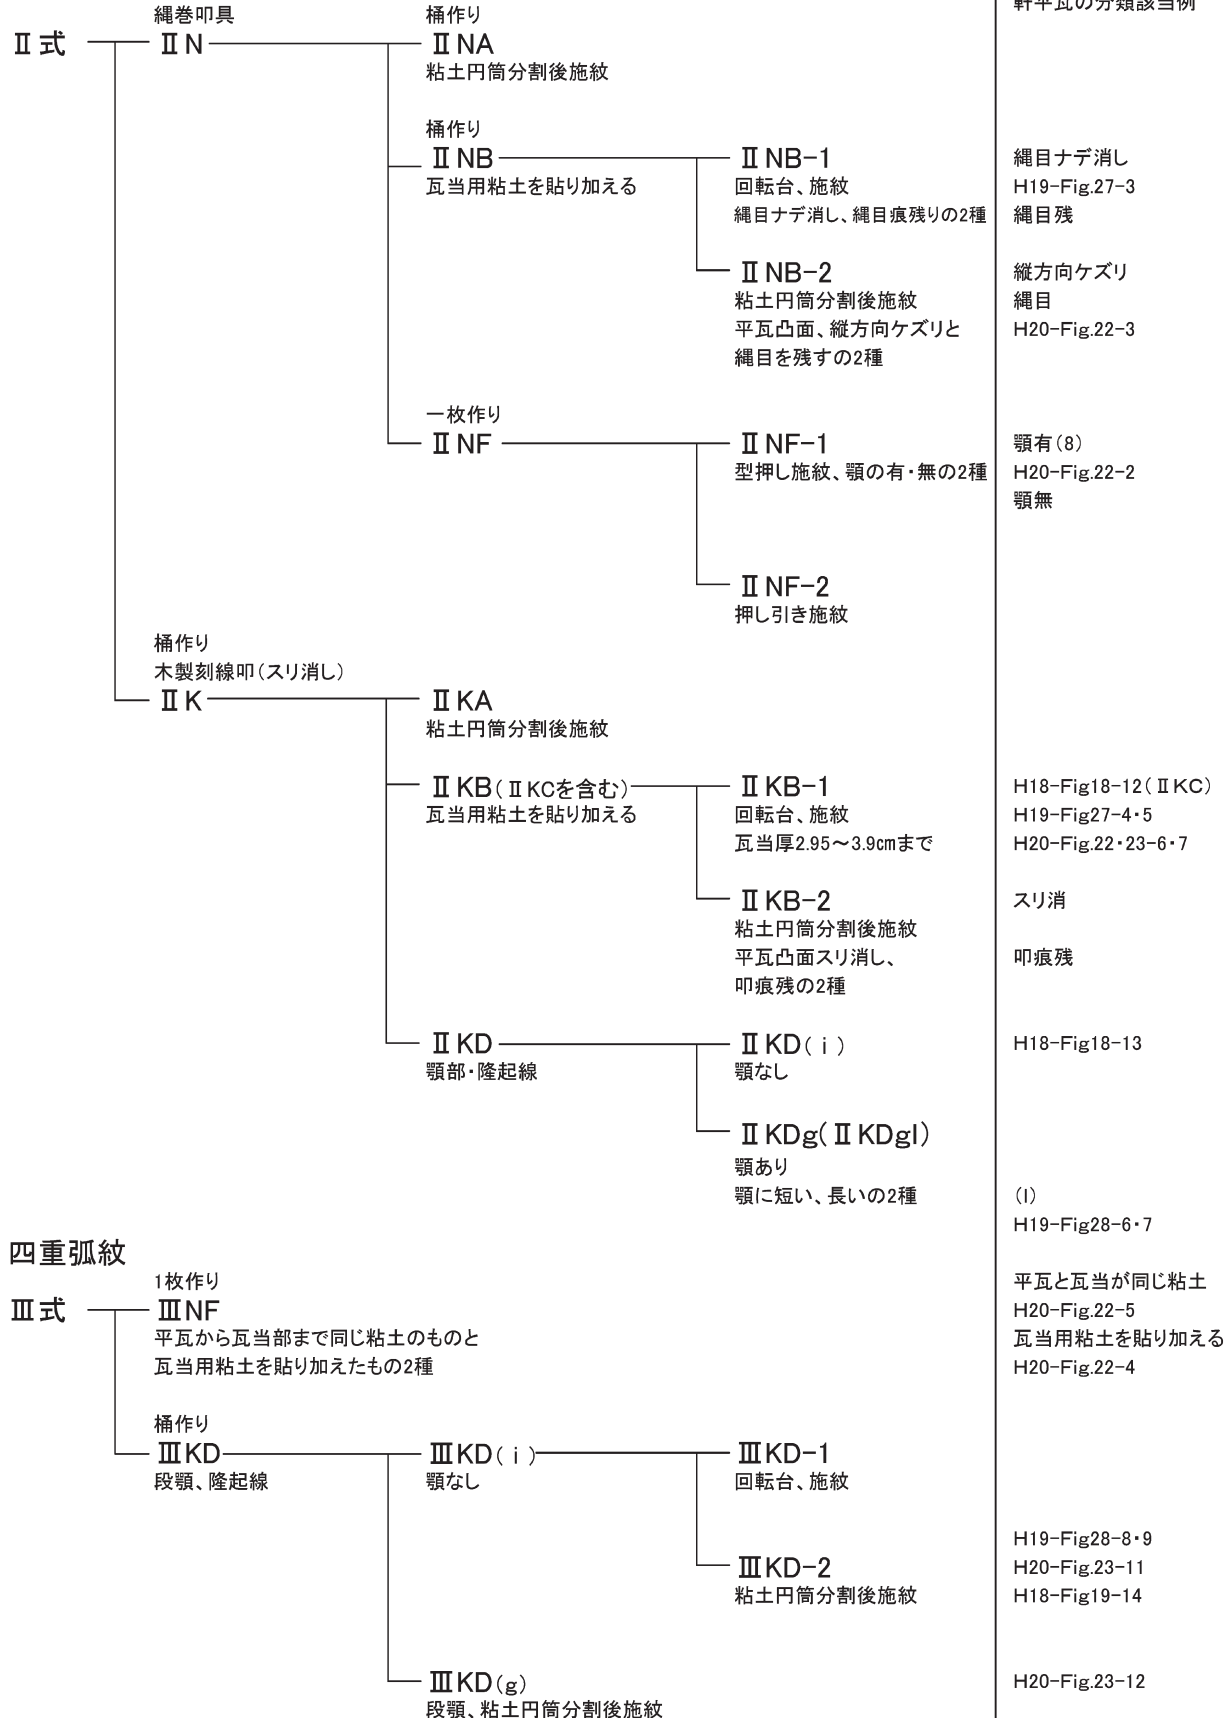 軒平瓦の分類該当例
縄巻叩具
桶作り
Ⅱ式
ⅡN
ⅡNA
粘土円筒分割後施紋
桶作り
ⅡNB
ⅡNB-1
縄目ナデ消し
瓦当用粘土を貼り加える
回転台、施紋
H19-Fig.27-3
縄目ナデ消し、縄目痕残りの2種
縄目残
ⅡNB-2
縦方向ケズリ
粘土円筒分割後施紋
縄目
平瓦凸面、縦方向ケズリと
H20-Fig.22-3
縄目を残すの2種
一枚作り
ⅡNF
ⅡNF-1
顎有(8)
型押し施紋、顎の有・無の2種
H20-Fig.22-2
顎無
ⅡNF-2
押し引き施紋
桶作り
木製刻線叩(スリ消し)
ⅡK
ⅡKA
粘土円筒分割後施紋
ⅡKB(ⅡKCを含む)
ⅡKB-1
H18-Fig18-12(ⅡKC)
瓦当用粘土を貼り加える
回転台、施紋
H19-Fig27-4・5
瓦当厚2.95～3.9㎝まで
H20-Fig.22・23-6・7
ⅡKB-2
スリ消
粘土円筒分割後施紋
平瓦凸面スリ消し、
叩痕残
叩痕残の2種
ⅡKD
ⅡKD(i)
H18-Fig18-13
顎部・隆起線
顎なし
ⅡKDg(ⅡKDgl)
顎あり
顎に短い、長いの2種
(l)
H19-Fig28-6・7
四重弧紋
1枚作り
平瓦と瓦当が同じ粘土
Ⅲ式
ⅢNF
H20-Fig.22-5
平瓦から瓦当部まで同じ粘土のものと
瓦当用粘土を貼り加える
瓦当用粘土を貼り加えたもの2種
H20-Fig.22-4
桶作り
ⅢKD
ⅢKD(i)
ⅢKD-1
段顎、隆起線
顎なし
回転台、施紋
H19-Fig28-8・9
ⅢKD-2
H20-Fig.23-11
粘土円筒分割後施紋
H18-Fig19-14
ⅢKD(g)
H20-Fig.23-12
段顎、粘土円筒分割後施紋